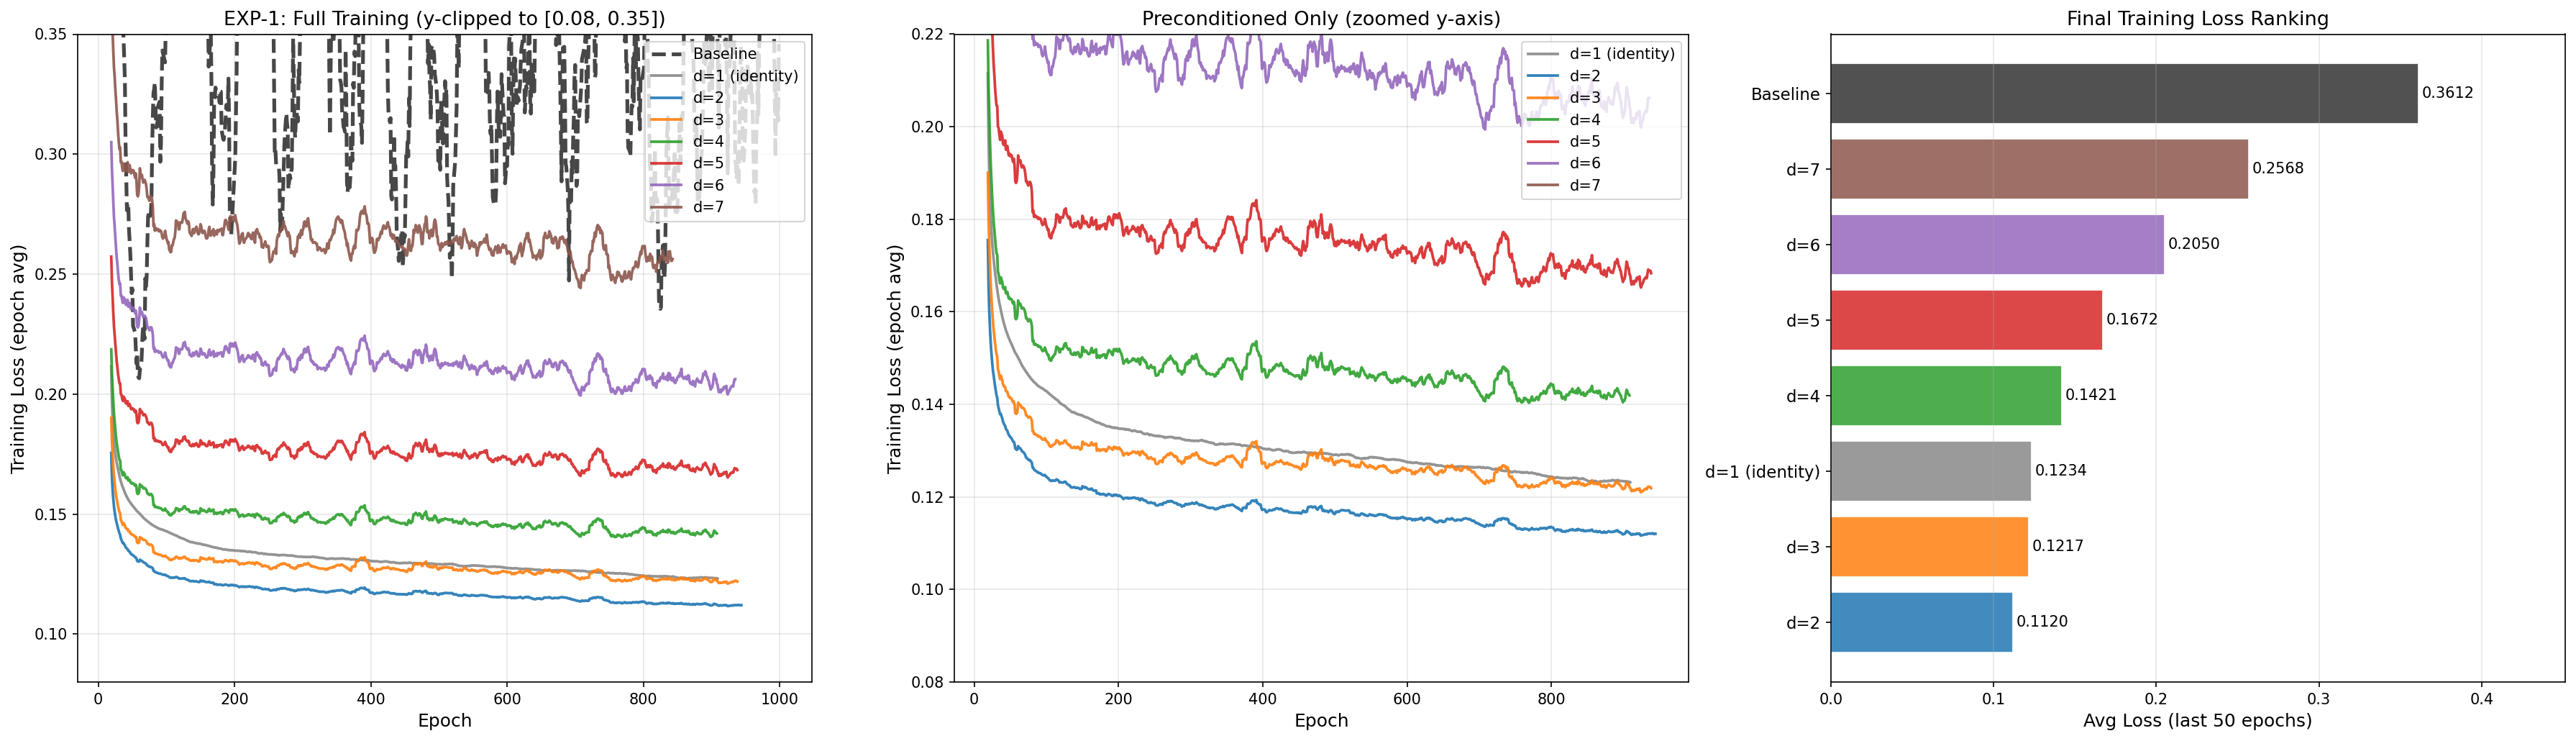 EXP-1: Full Training (y-clipped to [0.08, 0.35])
Training Loss (epoch avg)
0.35
0.30
0.25
0.20
0.15
0.10
0
200
400
600
800
1000
Epoch
Baseline
d=1 (identity)
d=2
d=3
d=4
d=5
d=6
d=7
Preconditioned Only (zoomed y-axis)
Training Loss (epoch avg)
0.22
0.20
0.18
0.16
0.14
0.12
0.10
0.08
0
200
400
600
800
Epoch
d=1 (identity)
d=2
d=3
d=4
d=5
d=6
d=7
Final Training Loss Ranking
Baseline
0.3612
d=7
0.2568
d=6
0.2050
d=5
0.1672
d=4
0.1421
d=1 (identity)
0.1234
d=3
0.1217
d=2
0.1120
0.0
0.1
0.2
0.3
0.4
Avg Loss (last 50 epochs)